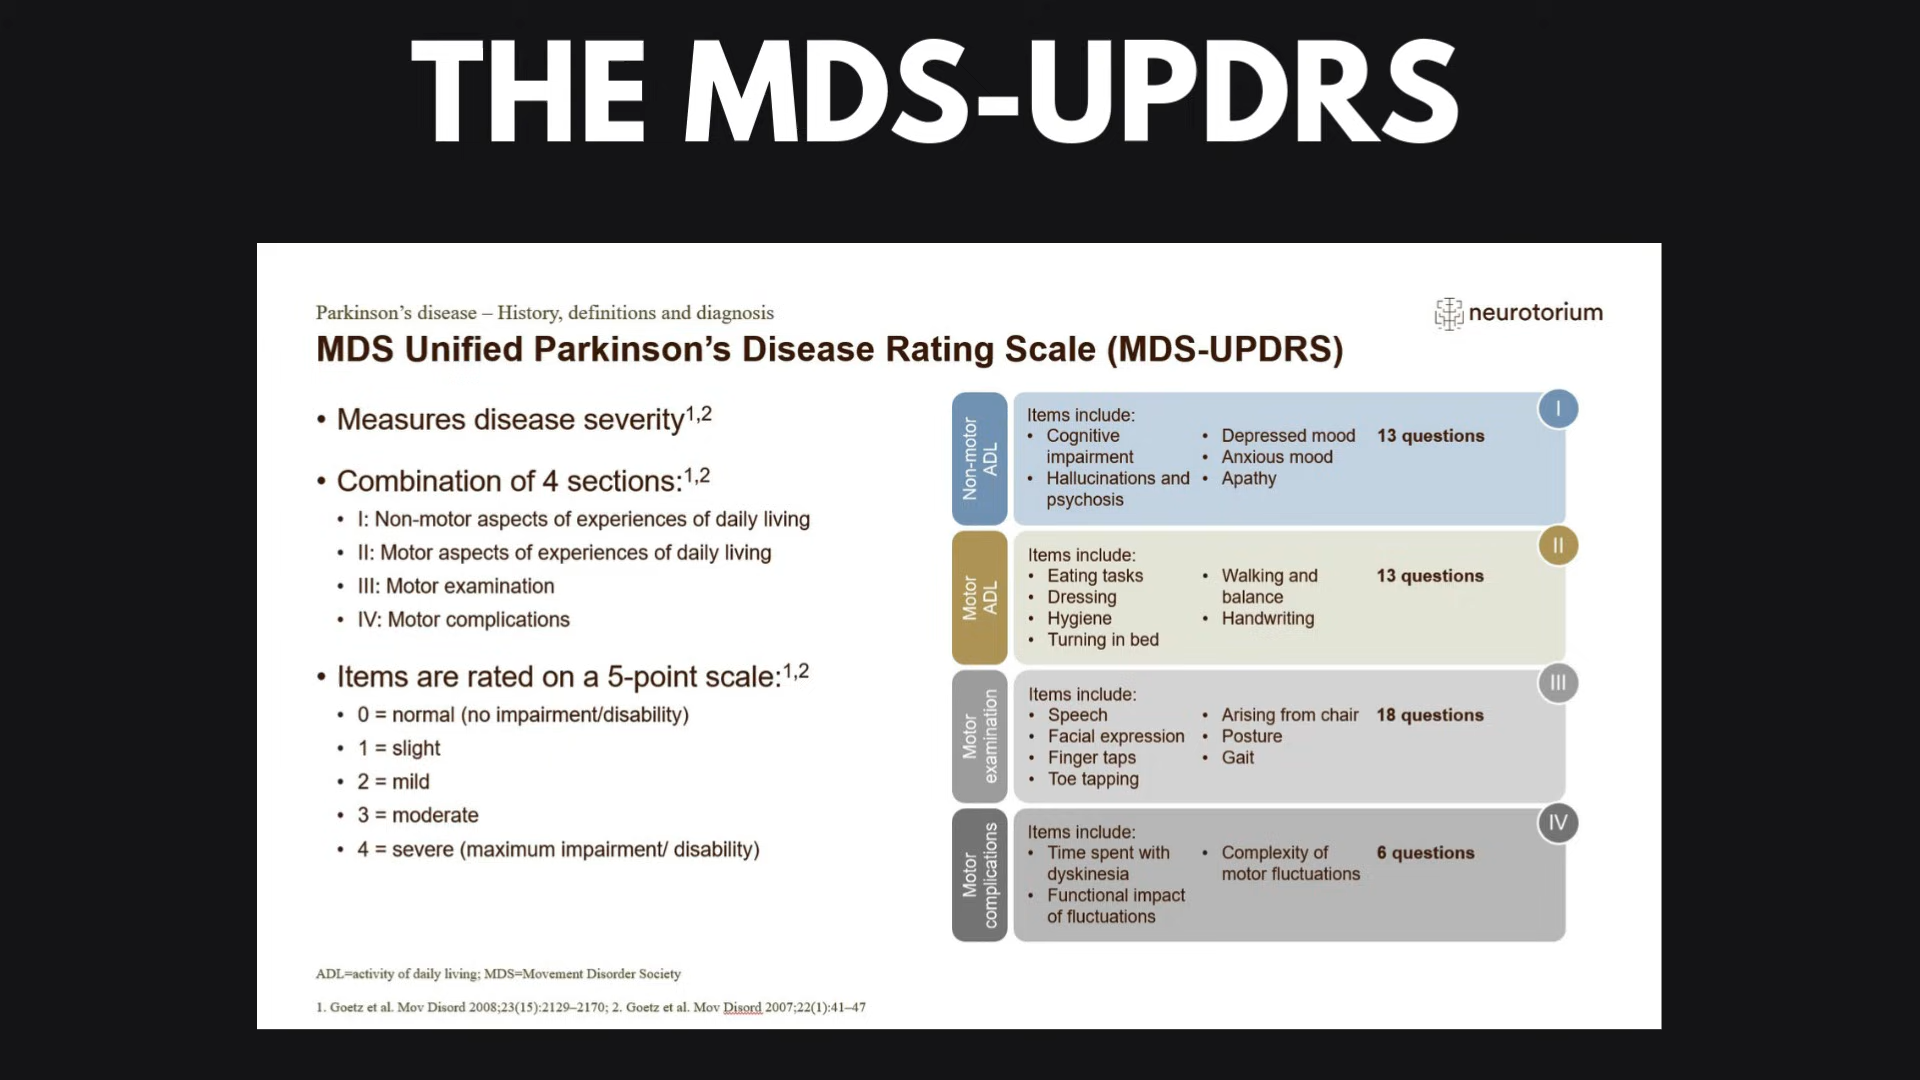 THE MDS-UPDRS
Parkinson’s disease – History, definitions and diagnosis
neurotorium
MDS Unified Parkinson’s Disease Rating Scale (MDS-UPDRS)
• Measures disease severity1,2
• Combination of 4 sections:1,2
• I: Non-motor aspects of experiences of daily living
• II: Motor aspects of experiences of daily living
• III: Motor examination
• IV: Motor complications
• Items are rated on a 5-point scale:1,2
• 0 = normal (no impairment/disability)
• 1 = slight
• 2 = mild
• 3 = moderate
• 4 = severe (maximum impairment/ disability)
Non-motor
ADL
Items include:
• Cognitive
impairment
• Hallucinations and
psychosis
• Depressed mood
• Anxious mood
• Apathy
13 questions
I
Motor
ADL
Items include:
• Eating tasks
• Dressing
• Hygiene
• Turning in bed
• Walking and
balance
• Handwriting
13 questions
II
Motor
examination
Items include:
• Speech
• Facial expression
• Finger taps
• Toe tapping
• Arising from chair
• Posture
• Gait
18 questions
III
Motor
complications
Items include:
• Time spent with
dyskinesia
• Functional impact
of fluctuations
• Complexity of
motor fluctuations
6 questions
IV
ADL=activity of daily living; MDS=Movement Disorder Society
1. Goetz et al. Mov Disord 2008;23(15):2129–2170; 2. Goetz et al. Mov Disord 2007;22(1):41–47